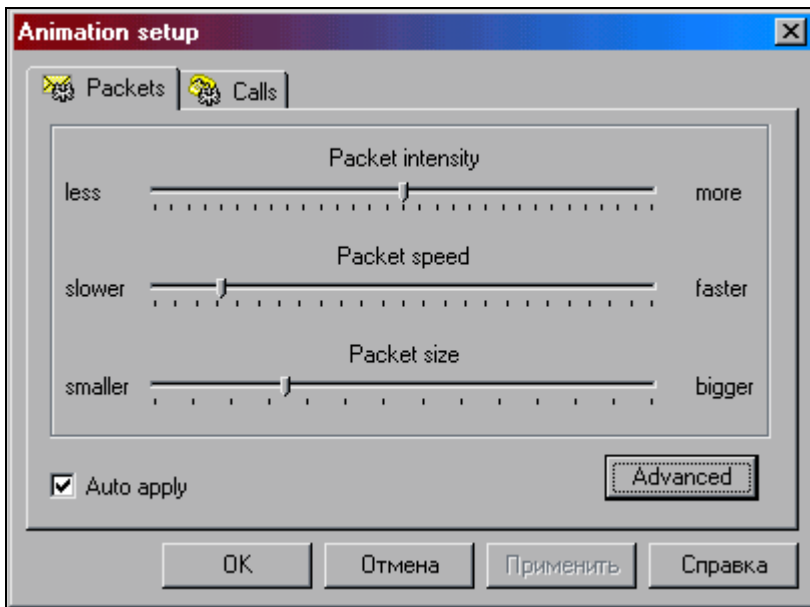 Animation setup
Packets Calls
Packet intensity
less more
Packet speed
slower faster
Packet size
smaller bigger
Auto apply Advanced
OK Отмена Применить Справка